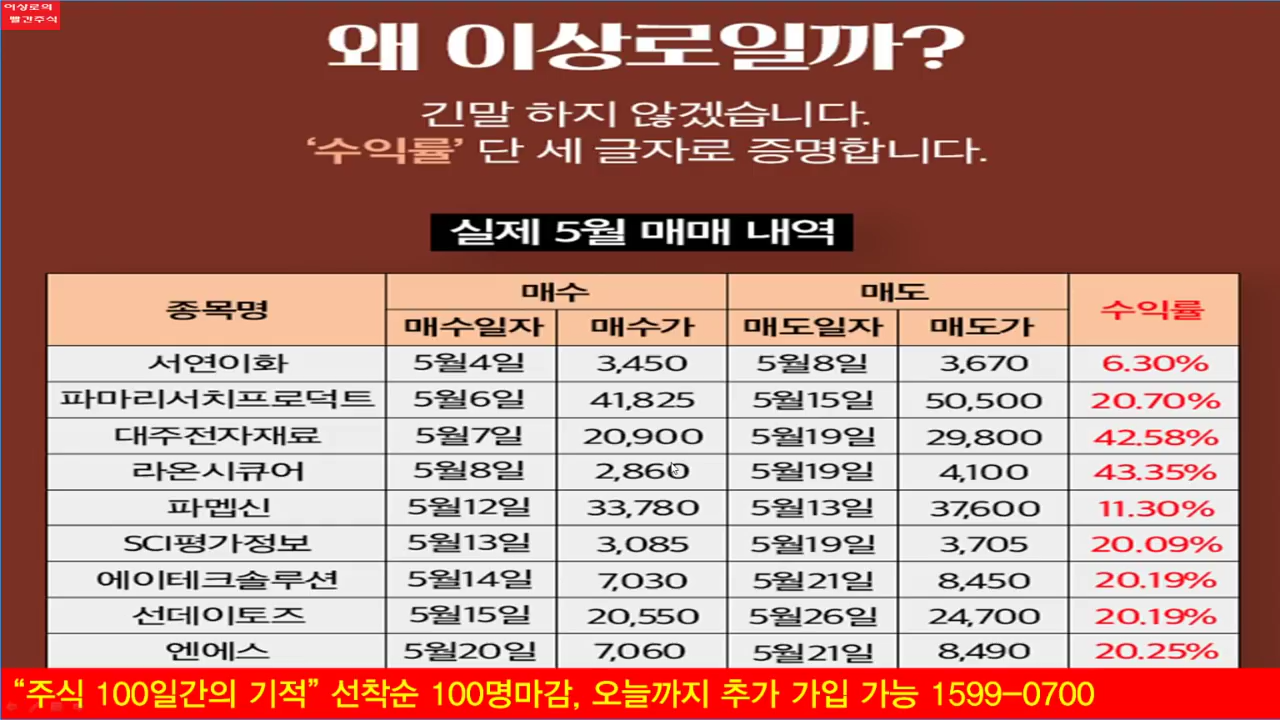 이상로의
빨간주식
왜 이상로일까?
긴말 하지 않겠습니다.
‘수익률’ 단 세 글자로 증명합니다.
실제 5월 매매 내역
종목명 매수 매도 수익률
매수일자 매수가 매도일자 매도가
서연이화 5월4일 3,450 5월8일 3,670 6.30%
파마리서치프로덕트 5월6일 41,825 5월15일 50,500 20.70%
대주전자재료 5월7일 20,900 5월19일 29,800 42.58%
라온시큐어 5월8일 2,860 5월19일 4,100 43.35%
파멥신 5월12일 33,780 5월13일 37,600 11.30%
SCI평가정보 5월13일 3,085 5월19일 3,705 20.09%
에이테크솔루션 5월14일 7,030 5월21일 8,450 20.19%
선데이토즈 5월15일 20,550 5월26일 24,700 20.19%
엔에스 5월20일 7,060 5월21일 8,490 20.25%
“주식 100일간의 기적” 선착순 100명마감, 오늘까지 추가 가입 가능 1599-0700